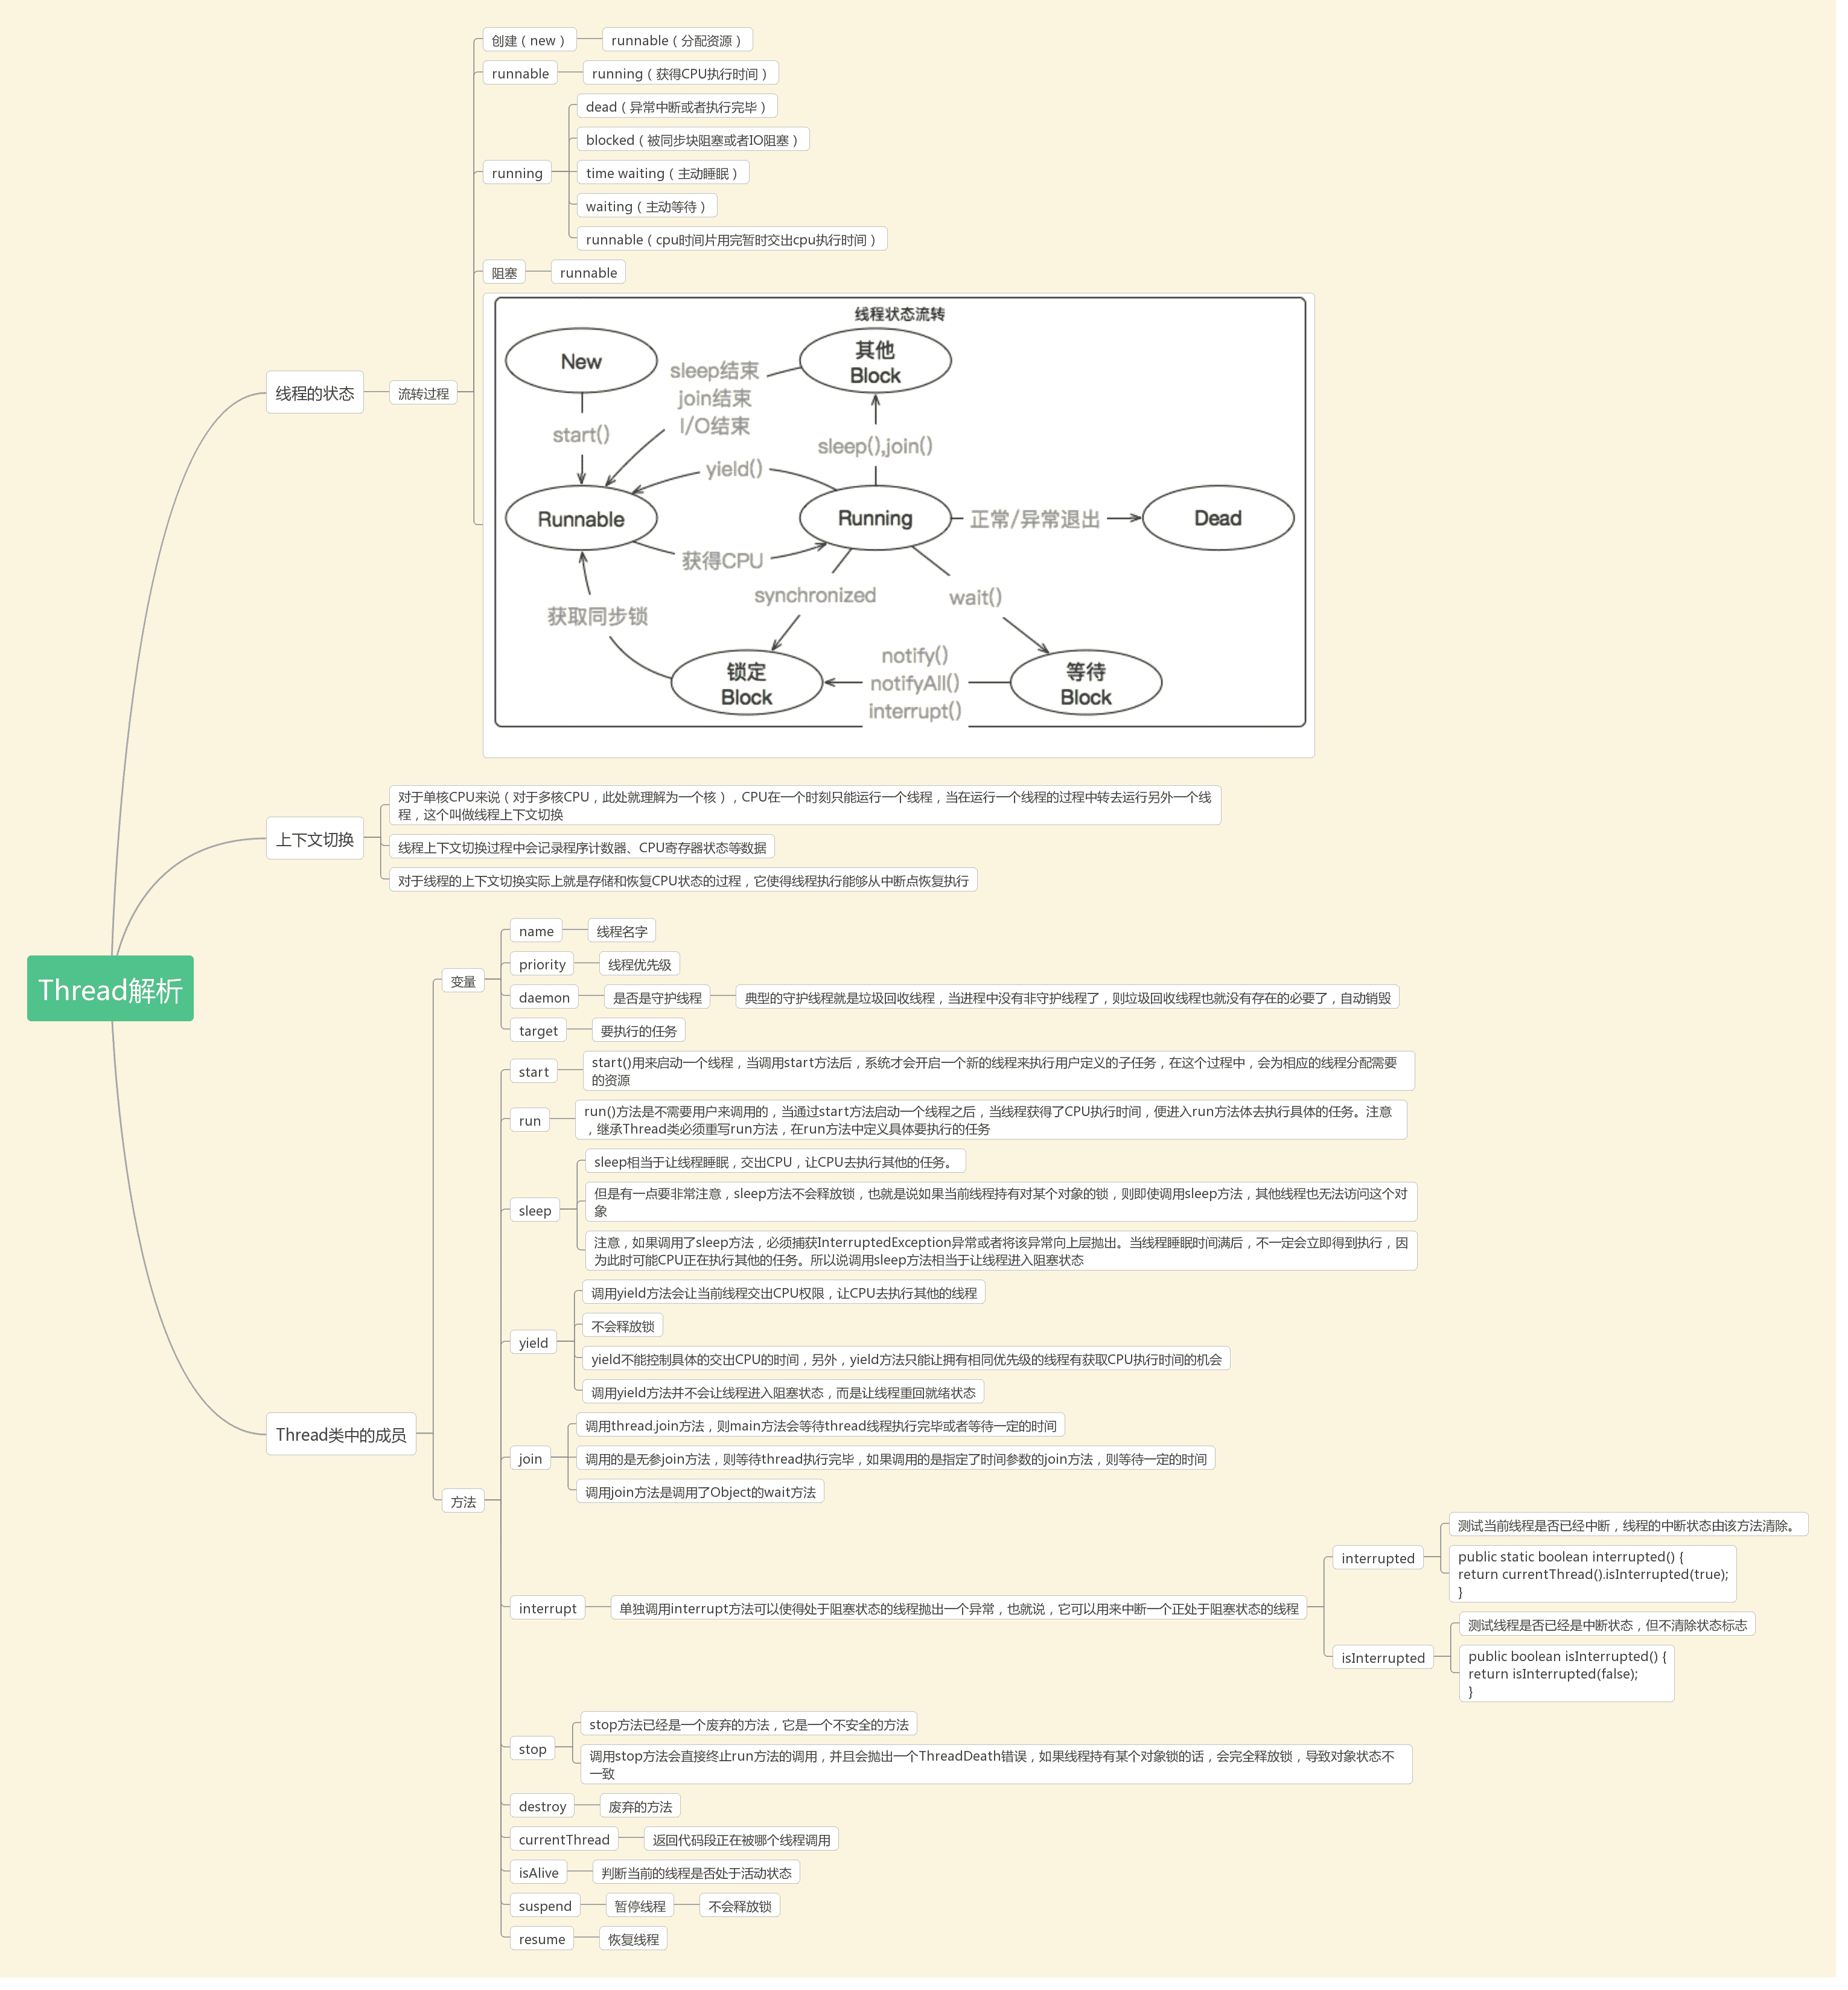 Thread解析
线程的状态
流转过程
创建（new）
runnable（分配资源）
runnable
running（获得CPU执行时间）
running
dead（异常中断或者执行完毕）
blocked（被同步块阻塞或者IO阻塞）
time waiting（主动睡眠）
waiting（主动等待）
runnable（cpu时间片用完暂时交出cpu执行时间）
阻塞
runnable
线程状态流转
New
其他
Block
sleep结束
join结束
I/O结束
start()
sleep(),join()
yield()
Runnable
Running
正常/异常退出
Dead
获得CPU
synchronized
wait()
获取同步锁
锁定
Block
notify()
notifyAll()
interrupt()
等待
Block
上下文切换
对于单核CPU来说（对于多核CPU，此处就理解为一个核），CPU在一个时刻只能运行一个线程，当在运行一个线程的过程中转去运行另外一个线
程，这个叫做线程上下文切换
线程上下文切换过程中会记录程序计数器、CPU寄存器状态等数据
对于线程的上下文切换实际上就是存储和恢复CPU状态的过程，它使得线程执行能够从中断点恢复执行
Thread类中的成员
变量
name
线程名字
priority
线程优先级
daemon
是否是守护线程
典型的守护线程就是垃圾回收线程，当进程中没有非守护线程了，则垃圾回收线程也就没有存在的必要了，自动销毁
target
要执行的任务
方法
start
start()用来启动一个线程，当调用start方法后，系统才会开启一个新的线程来执行用户定义的子任务，在这个过程中，会为相应的线程分配需要
的资源
run
run()方法是不需要用户来调用的，当通过start方法启动一个线程之后，当线程获得了CPU执行时间，便进入run方法体去执行具体的任务。注意
，继承Thread类必须重写run方法，在run方法中定义具体要执行的任务
sleep
sleep相当于让线程睡眠，交出CPU，让CPU去执行其他的任务。
但是有一点要非常注意，sleep方法不会释放锁，也就是说如果当前线程持有对某个对象的锁，则即使调用sleep方法，其他线程也无法访问这个对
象
注意，如果调用了sleep方法，必须捕获InterruptedException异常或者将该异常向上层抛出。当线程睡眠时间满后，不一定会立即得到执行，因
为此时可能CPU正在执行其他的任务。所以说调用sleep方法相当于让线程进入阻塞状态
yield
调用yield方法会让当前线程交出CPU权限，让CPU去执行其他的线程
不会释放锁
yield不能控制具体的交出CPU的时间，另外，yield方法只能让拥有相同优先级的线程有获取CPU执行时间的机会
调用yield方法并不会让线程进入阻塞状态，而是让线程重回就绪状态
join
调用thread.join方法，则main方法会等待thread线程执行完毕或者等待一定的时间
调用的是无参join方法，则等待thread执行完毕，如果调用的是指定了时间参数的join方法，则等待一定的时间
调用join方法是调用了Object的wait方法
interrupt
单独调用interrupt方法可以使得处于阻塞状态的线程抛出一个异常，也就说，它可以用来中断一个正处于阻塞状态的线程
interrupted
测试当前线程是否已经中断，线程的中断状态由该方法清除。
public static boolean interrupted() {
return currentThread().isInterrupted(true);
}
isInterrupted
测试线程是否已经是中断状态，但不清除状态标志
public boolean isInterrupted() {
return isInterrupted(false);
}
stop
stop方法已经是一个废弃的方法，它是一个不安全的方法
调用stop方法会直接终止run方法的调用，并且会抛出一个ThreadDeath错误，如果线程持有某个对象锁的话，会完全释放锁，导致对象状态不
一致
destroy
废弃的方法
currentThread
返回代码段正在被哪个线程调用
isAlive
判断当前的线程是否处于活动状态
suspend
暂停线程
不会释放锁
resume
恢复线程